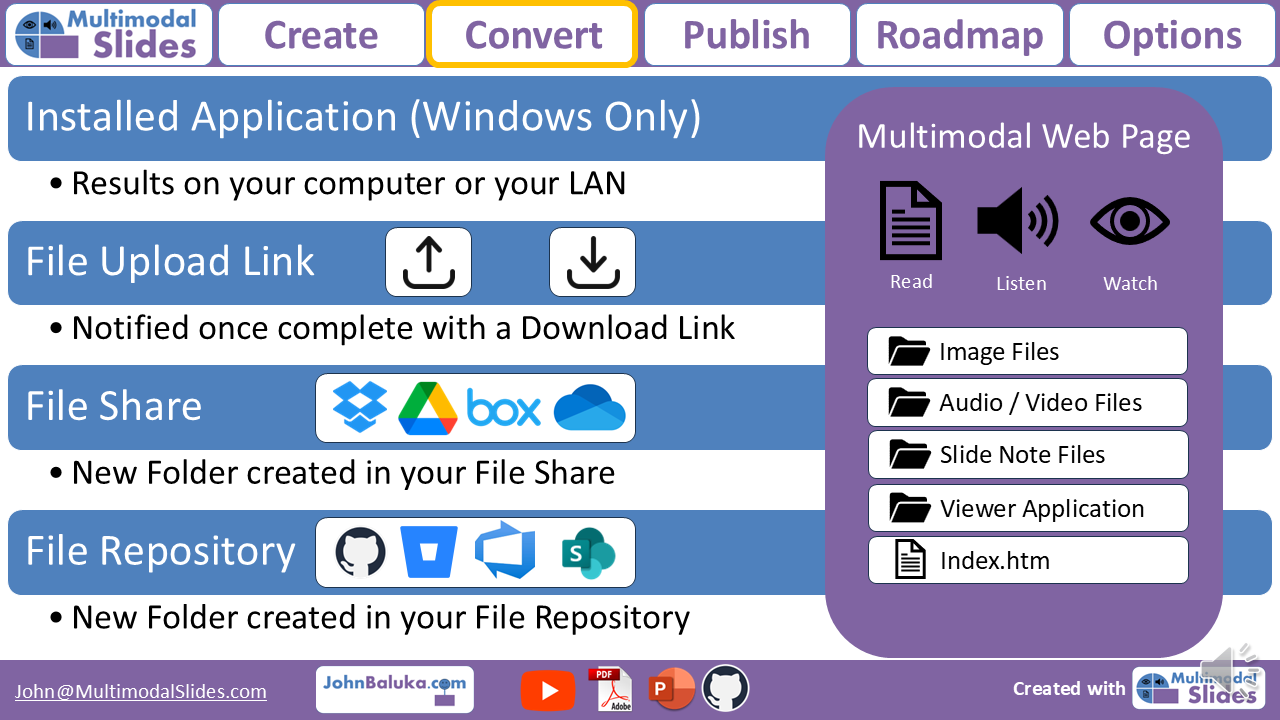 Multimodal
Slides
Create
Convert
Publish
Roadmap
Options
Installed Application (Windows Only)
• Results on your computer or your LAN
File Upload Link
• Notified once complete with a Download Link
File Share
box
• New Folder created in your File Share
File Repository
S
• New Folder created in your File Repository
Multimodal Web Page
Read
Listen
Watch
Image Files
Audio / Video Files
Slide Note Files
Viewer Application
Index.htm
John@MultimodalSlides.com
JohnBaluka.com
PDF
Adobe
P
Created with
Multimodal
Slides